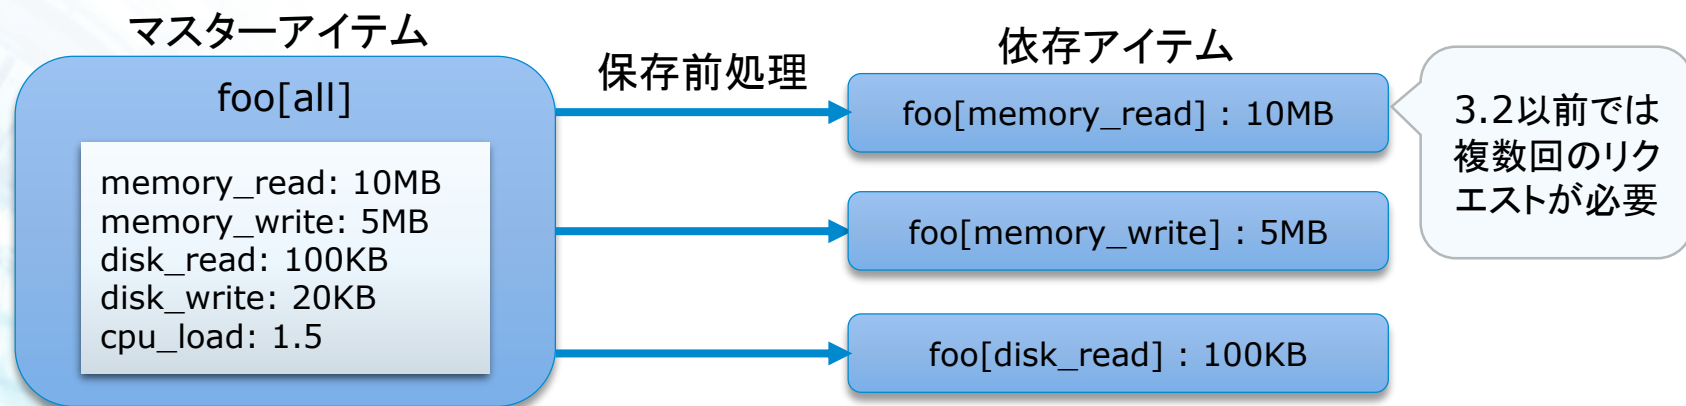 マスターアイテム
foo[all]
memory_read: 10MB
memory_write: 5MB
disk_read: 100KB
disk_write: 20KB
cpu_load: 1.5
保存前処理
依存アイテム
foo[memory_read] : 10MB
foo[memory_write] : 5MB
foo[disk_read] : 100KB
3.2以前では
複数回のリク
エストが必要